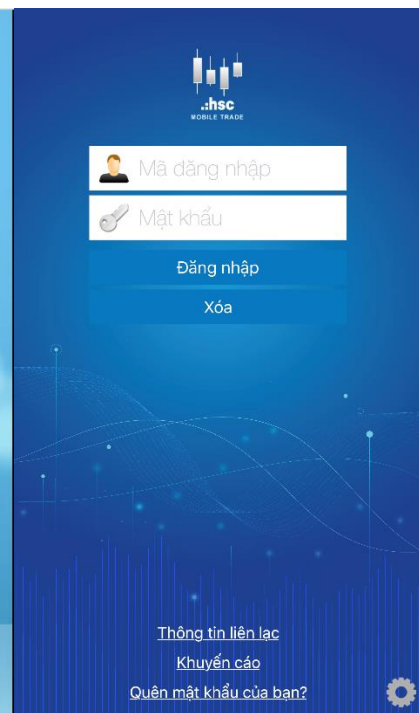 .:hsc
MOBILE TRADE
Mã đăng nhập
Mật khẩu
Đăng nhập
Xóa
Thông tin liên lạc
Khuyến cáo
Quên mật khẩu của bạn?